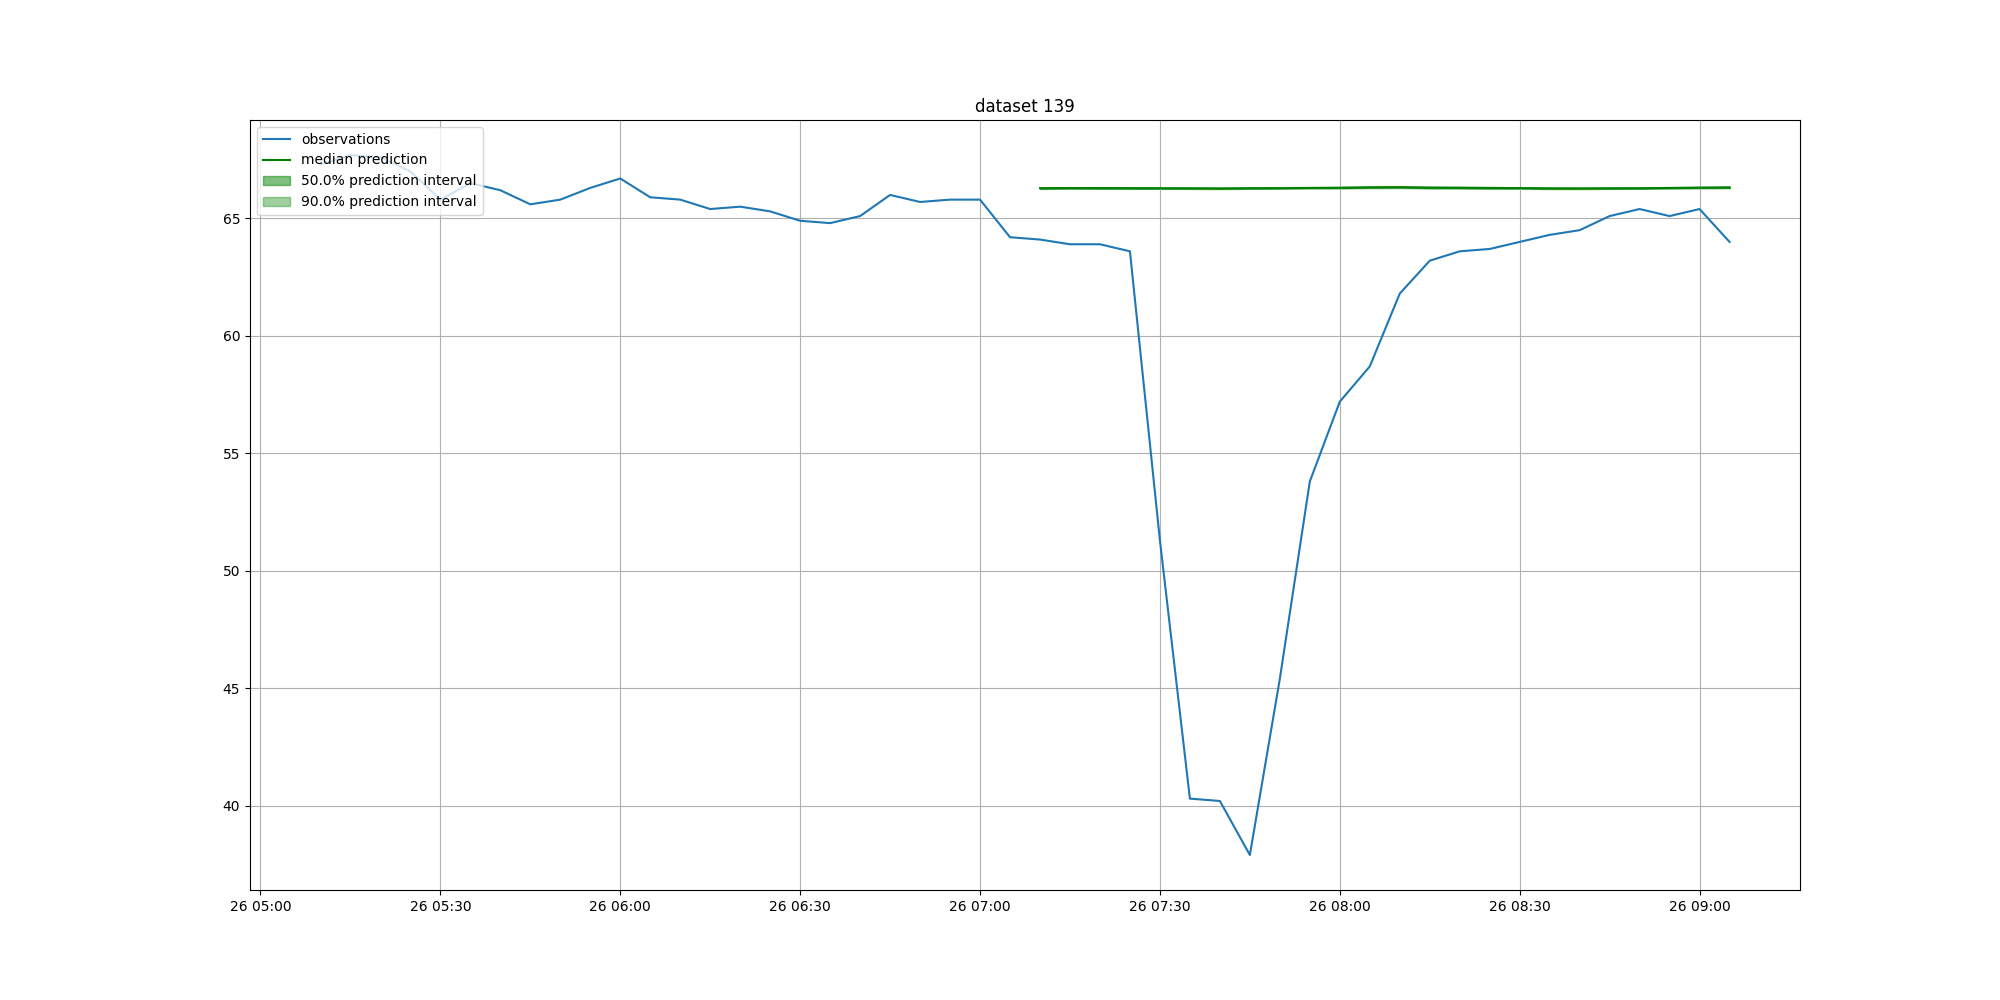 dataset 139
observations
median prediction
50.0% prediction interval
90.0% prediction interval
65
60
55
50
45
40
26 05:00 26 05:30 26 06:00 26 06:30 26 07:00 26 07:30 26 08:00 26 08:30 26 09:00